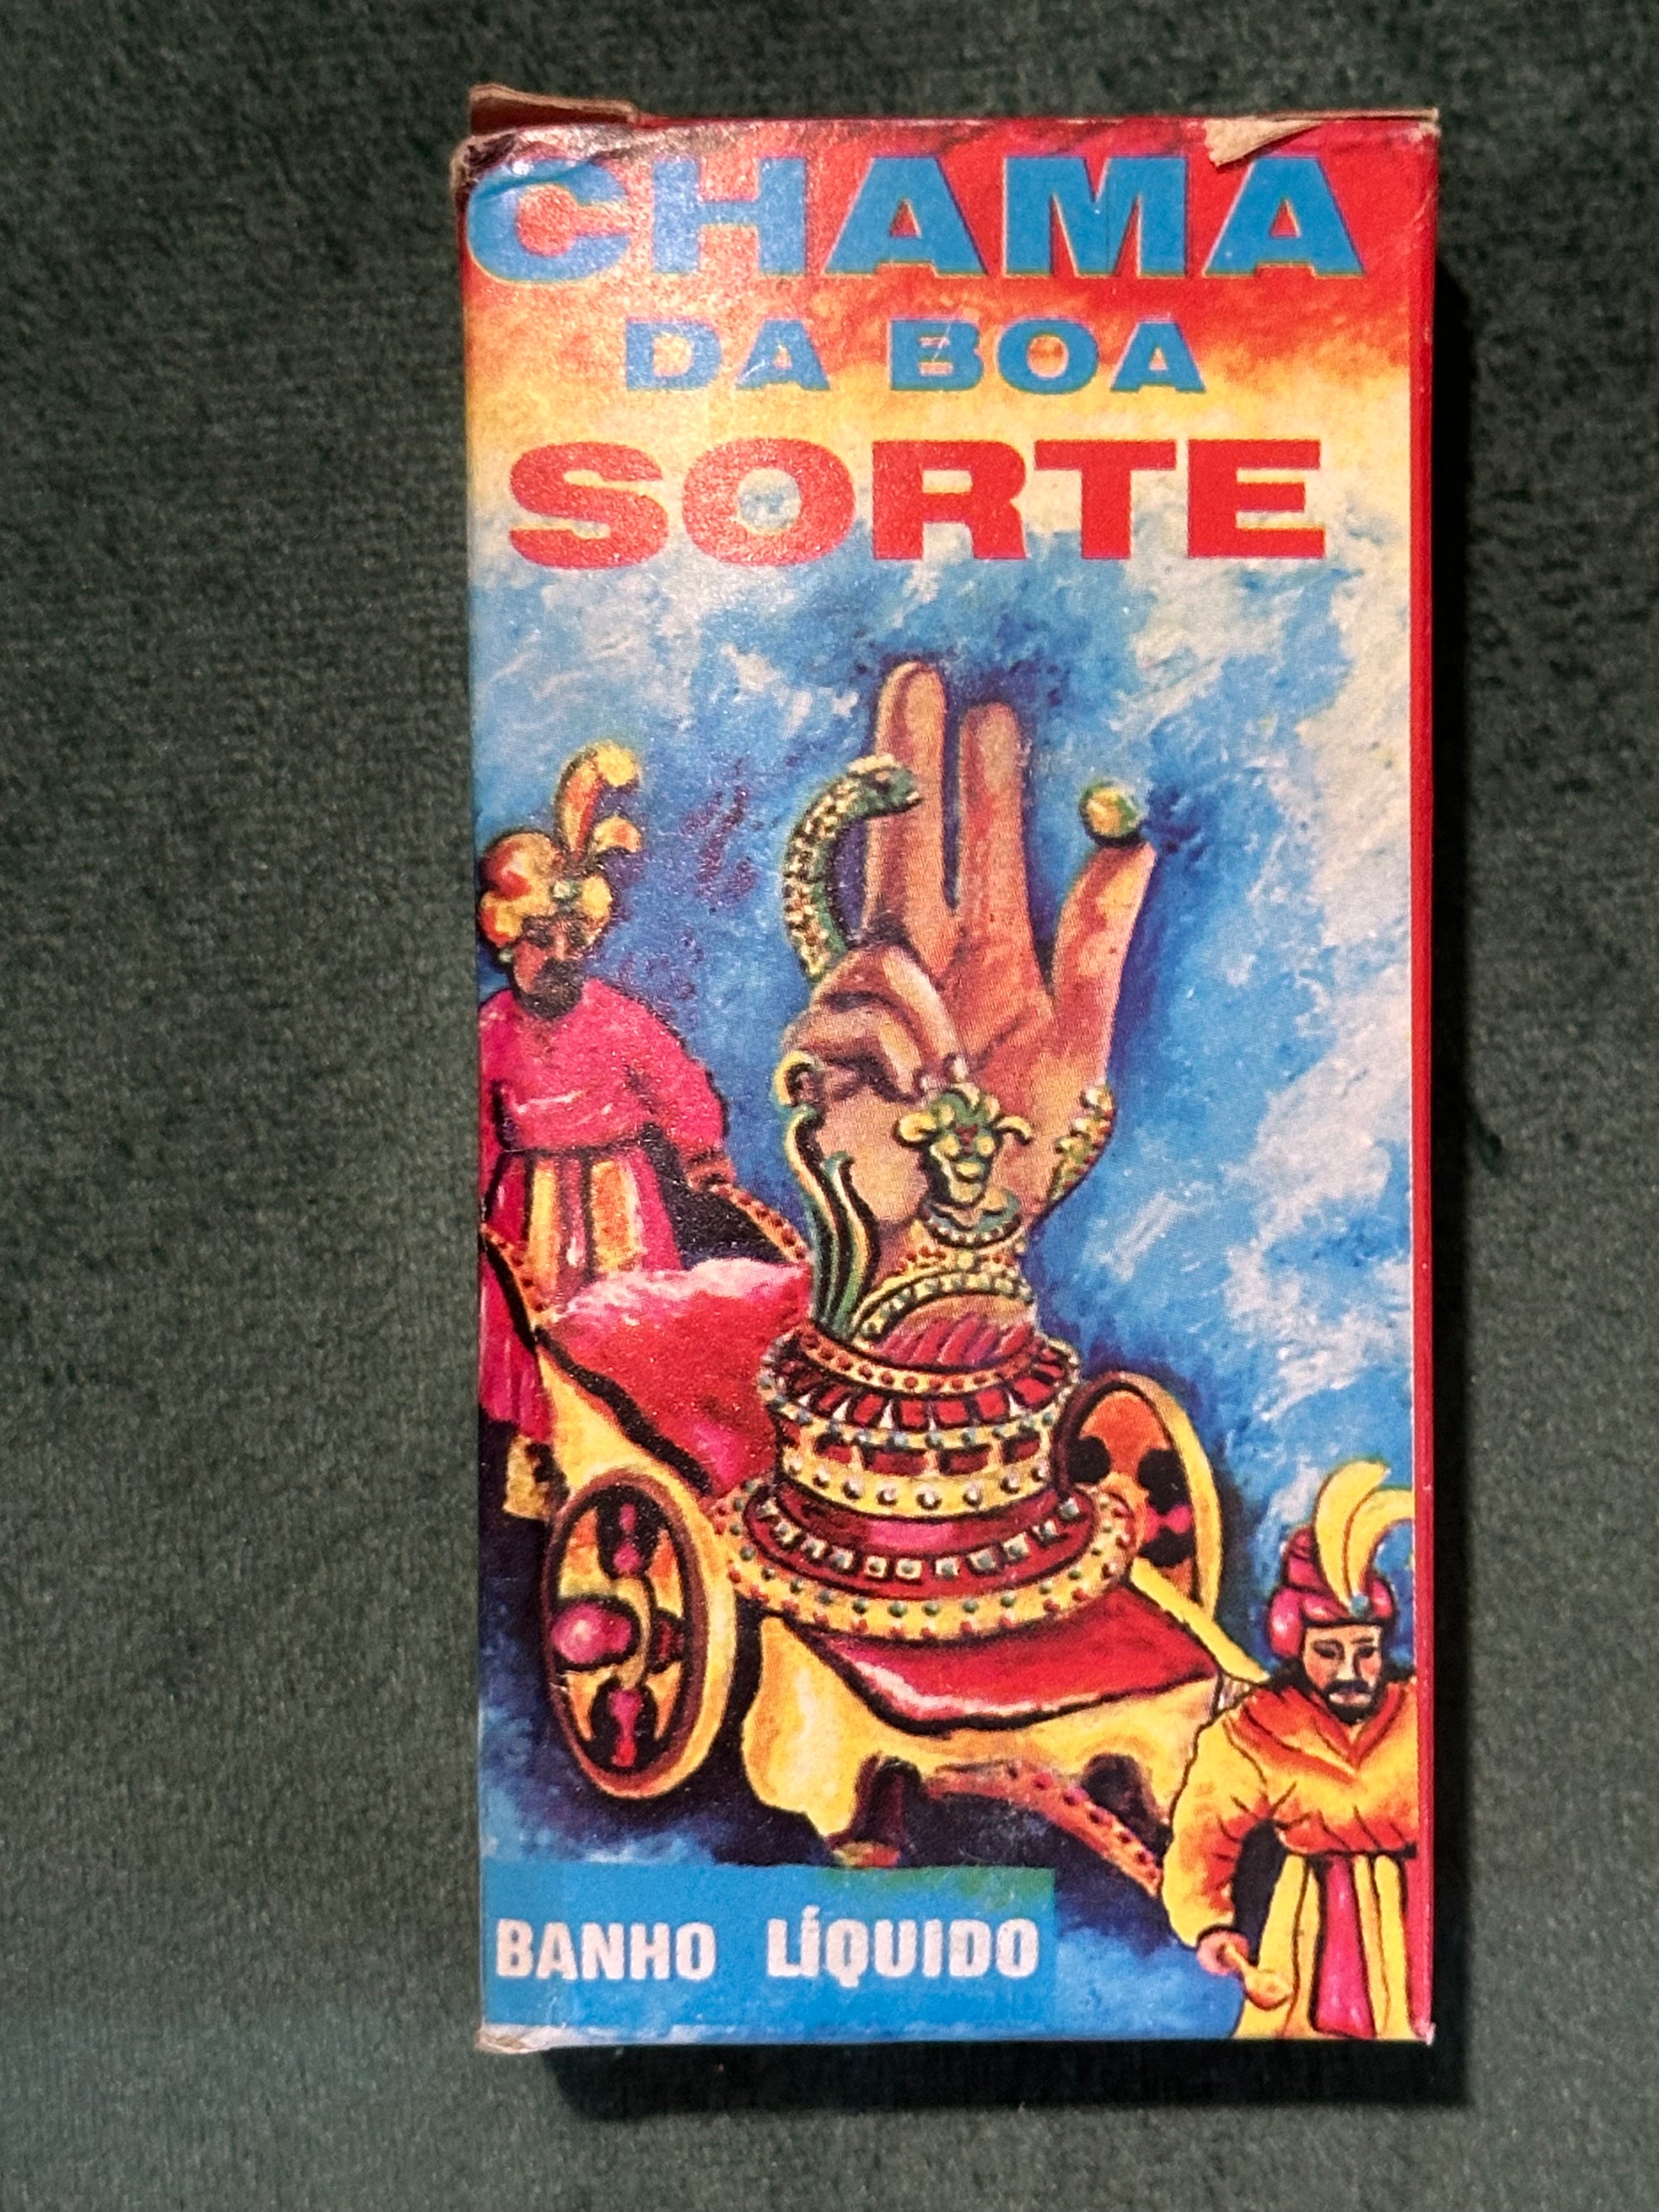 CHAMA
DA BOA
SORTE
BANHO LÍQUIDO